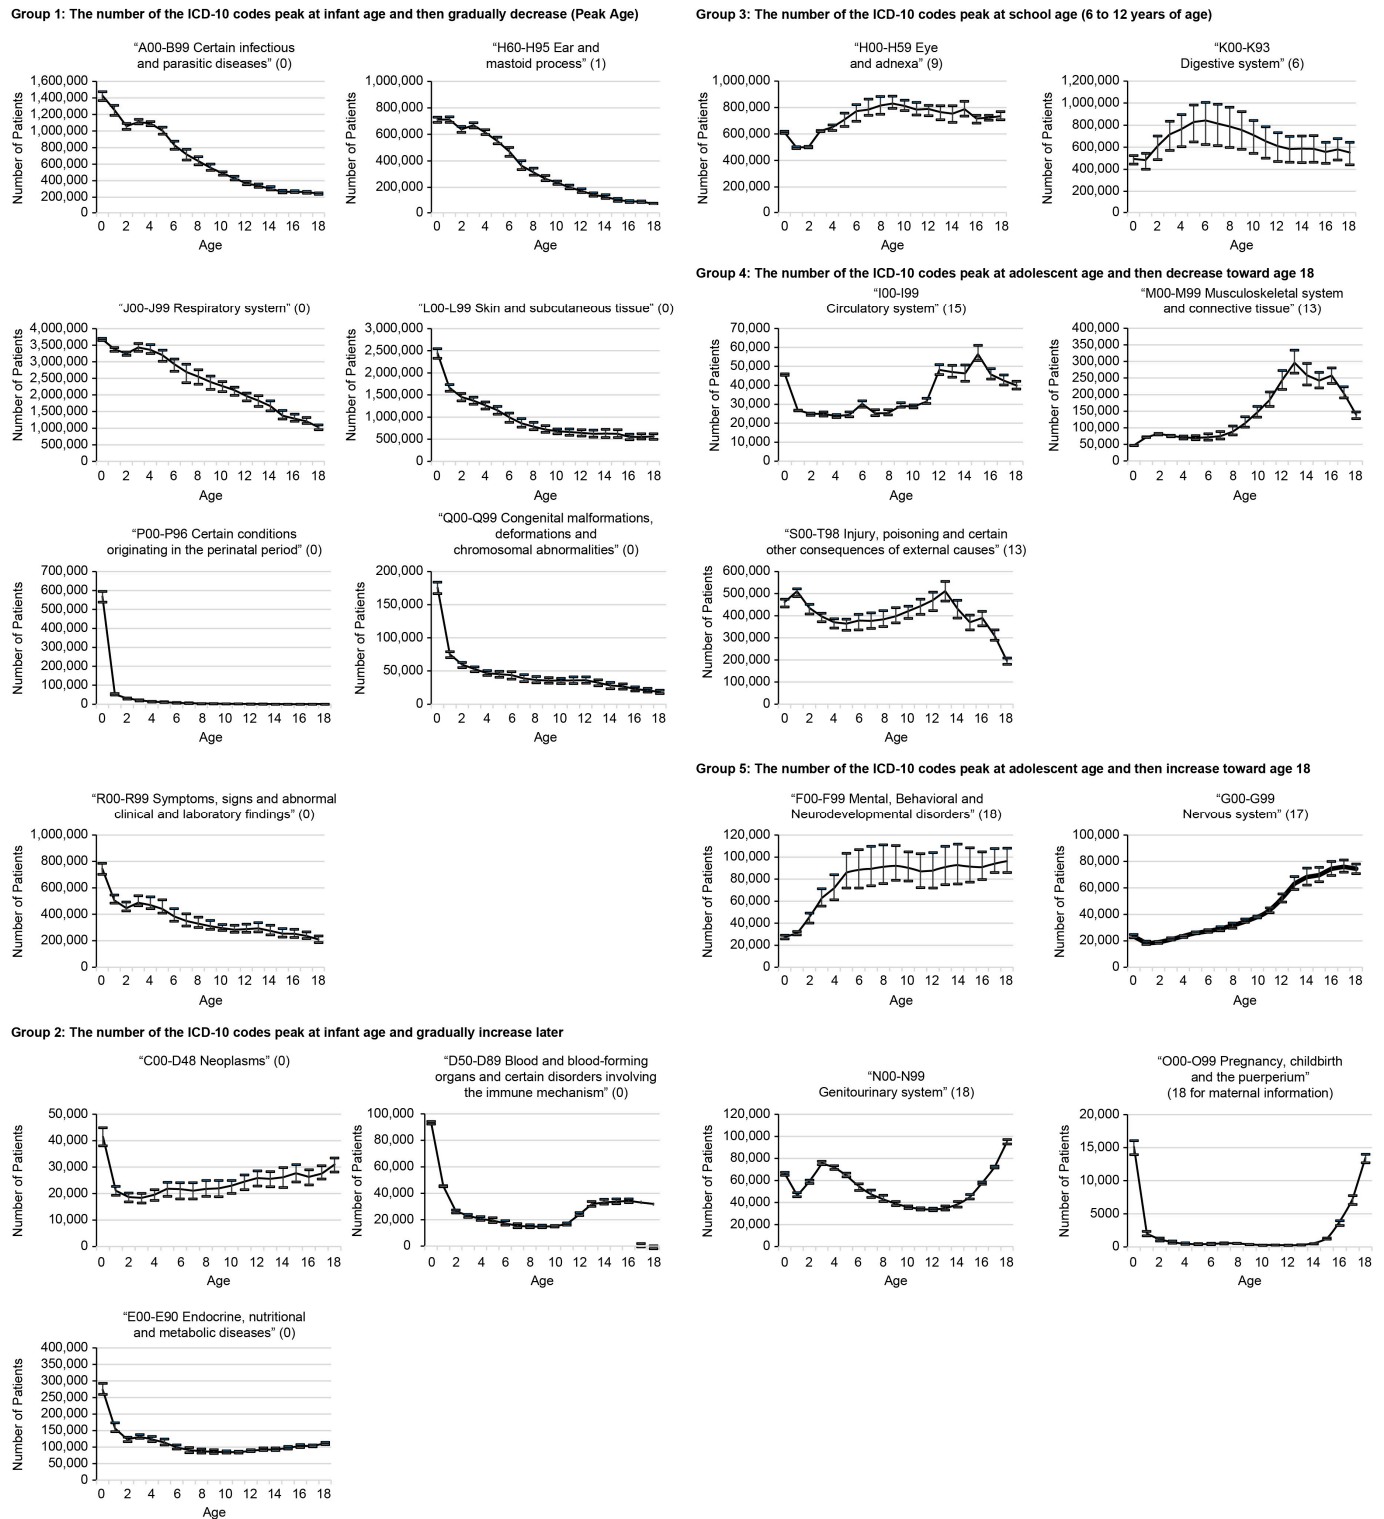 Group 1: The number of the ICD-10 codes peak at infant age and then gradually decrease (Peak Age)
“A00-B99 Certain infectious
and parasitic diseases” (0)
Number of Patients
1,600,000
1,400,000
1,200,000
1,000,000
800,000
600,000
400,000
200,000
0
0 2 4 6 8 10 12 14 16 18
Age
“H60-H95 Ear and
mastoid process” (1)
Number of Patients
1,000,000
800,000
600,000
400,000
200,000
0
0 2 4 6 8 10 12 14 16 18
Age
“J00-J99 Respiratory system” (0)
Number of Patients
4,000,000
3,500,000
3,000,000
2,500,000
2,000,000
1,500,000
1,000,000
500,000
0
0 2 4 6 8 10 12 14 16 18
Age
“L00-L99 Skin and subcutaneous tissue” (0)
Number of Patients
3,000,000
2,500,000
2,000,000
1,500,000
1,000,000
500,000
0
0 2 4 6 8 10 12 14 16 18
Age
“P00-P96 Certain conditions
originating in the perinatal period” (0)
Number of Patients
700,000
600,000
500,000
400,000
300,000
200,000
100,000
0
0 2 4 6 8 10 12 14 16 18
Age
“Q00-Q99 Congenital malformations,
deformations and
chromosomal abnormalities” (0)
Number of Patients
200,000
150,000
100,000
50,000
0
0 2 4 6 8 10 12 14 16 18
Age
“R00-R99 Symptoms, signs and abnormal
clinical and laboratory findings” (0)
Number of Patients
1,000,000
800,000
600,000
400,000
200,000
0
0 2 4 6 8 10 12 14 16 18
Age
Group 2: The number of the ICD-10 codes peak at infant age and gradually increase later
“C00-D48 Neoplasms” (0)
Number of Patients
50,000
40,000
30,000
20,000
10,000
0
0 2 4 6 8 10 12 14 16 18
Age
“D50-D89 Blood and blood-forming
organs and certain disorders involving
the immune mechanism” (0)
Number of Patients
100,000
80,000
60,000
40,000
20,000
0
0 2 4 6 8 10 12 14 16 18
Age
“E00-E90 Endocrine, nutritional
and metabolic diseases” (0)
Number of Patients
400,000
350,000
300,000
250,000
200,000
150,000
100,000
50,000
0
0 2 4 6 8 10 12 14 16 18
Age
Group 3: The number of the ICD-10 codes peak at school age (6 to 12 years of age)
“H00-H59 Eye
and adnexa” (9)
Number of Patients
1,000,000
800,000
600,000
400,000
200,000
0
0 2 4 6 8 10 12 14 16 18
Age
“K00-K93
Digestive system” (6)
Number of Patients
1,200,000
1,000,000
800,000
600,000
400,000
200,000
0
0 2 4 6 8 10 12 14 16 18
Age
Group 4: The number of the ICD-10 codes peak at adolescent age and then decrease toward age 18
“I00-I99
Circulatory system” (15)
Number of Patients
70,000
60,000
50,000
40,000
30,000
20,000
10,000
0
0 2 4 6 8 10 12 14 16 18
Age
“M00-M99 Musculoskeletal system
and connective tissue” (13)
Number of Patients
400,000
350,000
300,000
250,000
200,000
150,000
100,000
50,000
0
0 2 4 6 8 10 12 14 16 18
Age
“S00-T98 Injury, poisoning and certain
other consequences of external causes” (13)
Number of Patients
600,000
500,000
400,000
300,000
200,000
100,000
0
0 2 4 6 8 10 12 14 16 18
Age
Group 5: The number of the ICD-10 codes peak at adolescent age and then increase toward age 18
“F00-F99 Mental, Behavioral and
Neurodevelopmental disorders” (18)
Number of Patients
120,000
100,000
80,000
60,000
40,000
20,000
0
0 2 4 6 8 10 12 14 16 18
Age
“G00-G99
Nervous system” (17)
Number of Patients
100,000
80,000
60,000
40,000
20,000
0
0 2 4 6 8 10 12 14 16 18
Age
“N00-N99
Genitourinary system” (18)
Number of Patients
120,000
100,000
80,000
60,000
40,000
20,000
0
0 2 4 6 8 10 12 14 16 18
Age
“O00-O99 Pregnancy, childbirth
and the puerperium”
(18 for maternal information)
Number of Patients
20,000
15,000
10,000
5000
0
0 2 4 6 8 10 12 14 16 18
Age